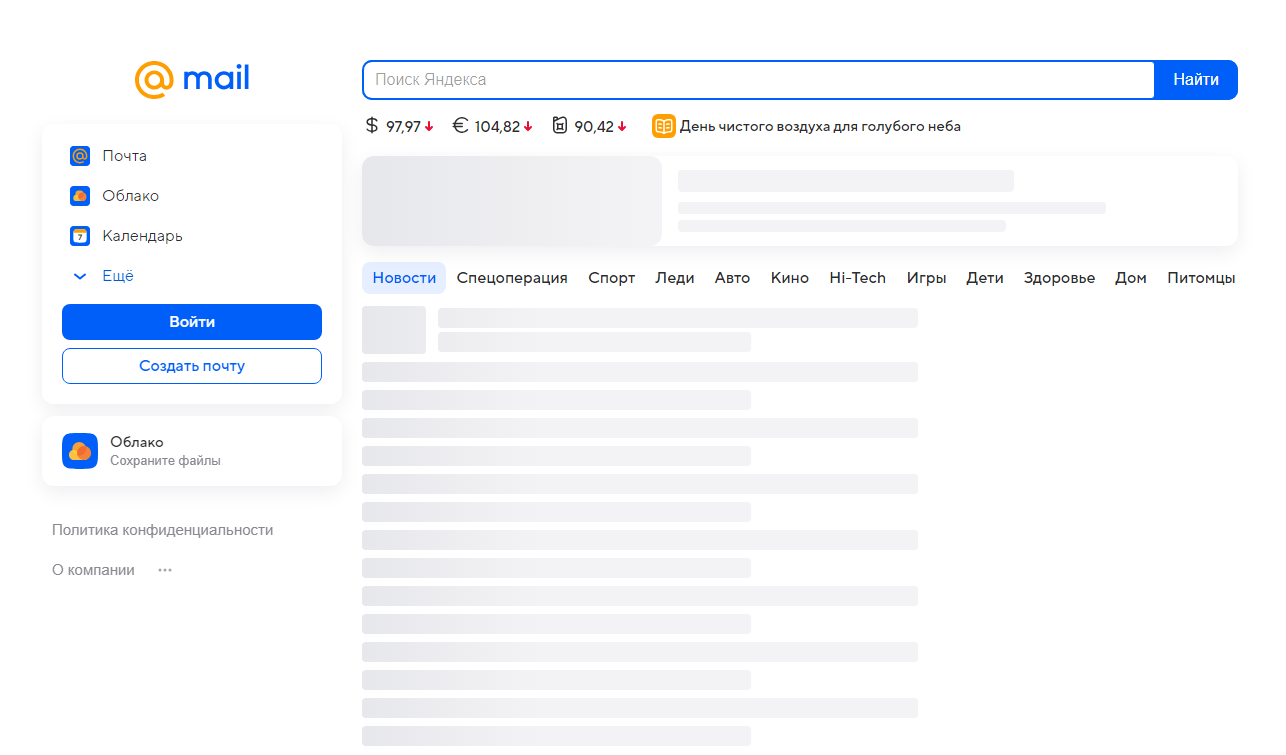 mail
Поиск Яндекса
Найти
$ 97,97 € 104,82 90,42 День чистого воздуха для голубого неба
Почта
Облако
7 Календарь
Ещё
Войти
Создать почту
Облако
Сохраните файлы
Политика конфиденциальности
О компании ···
Новости Спецоперация Спорт Леди Авто Кино Hi-Tech Игры Дети Здоровье Дом Питомцы